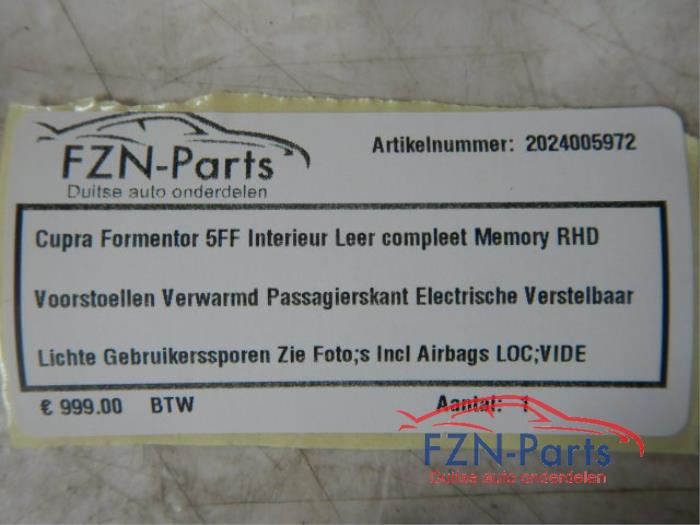 FZN-Parts
Duitse auto onderdelen
Artikelnummer: 2024005972
Cupra Formentor 5FF Interieur Leer compleet Memory RHD
Voorstoellen Verwarmd Passagierskant Electrische Verstelbaar
Lichte Gebruikerssporen Zie Foto;s Incl Airbags LOC;VIDE
€ 999.00 BTW Aantal: 1
FZN-Parts
Duitse auto onderdelen